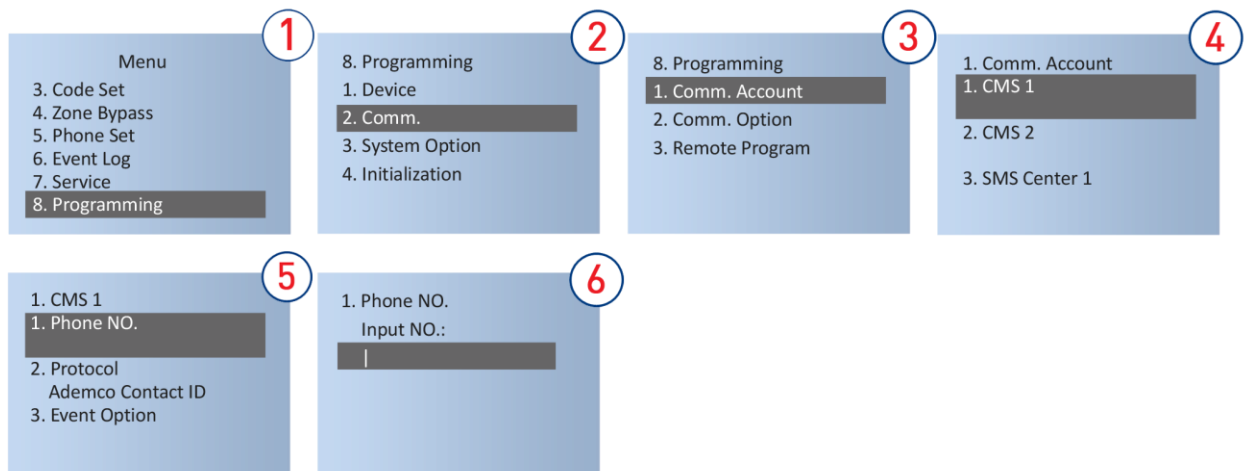 1
Menu
3. Code Set
4. Zone Bypass
5. Phone Set
6. Event Log
7. Service
8. Programming
2
8. Programming
1. Device
2. Comm.
3. System Option
4. Initialization
3
8. Programming
1. Comm. Account
2. Comm. Option
3. Remote Program
4
1. Comm. Account
1. CMS 1
2. CMS 2
3. SMS Center 1
5
1. CMS 1
1. Phone NO.
2. Protocol
Ademco Contact ID
3. Event Option
6
1. Phone NO.
Input NO.: